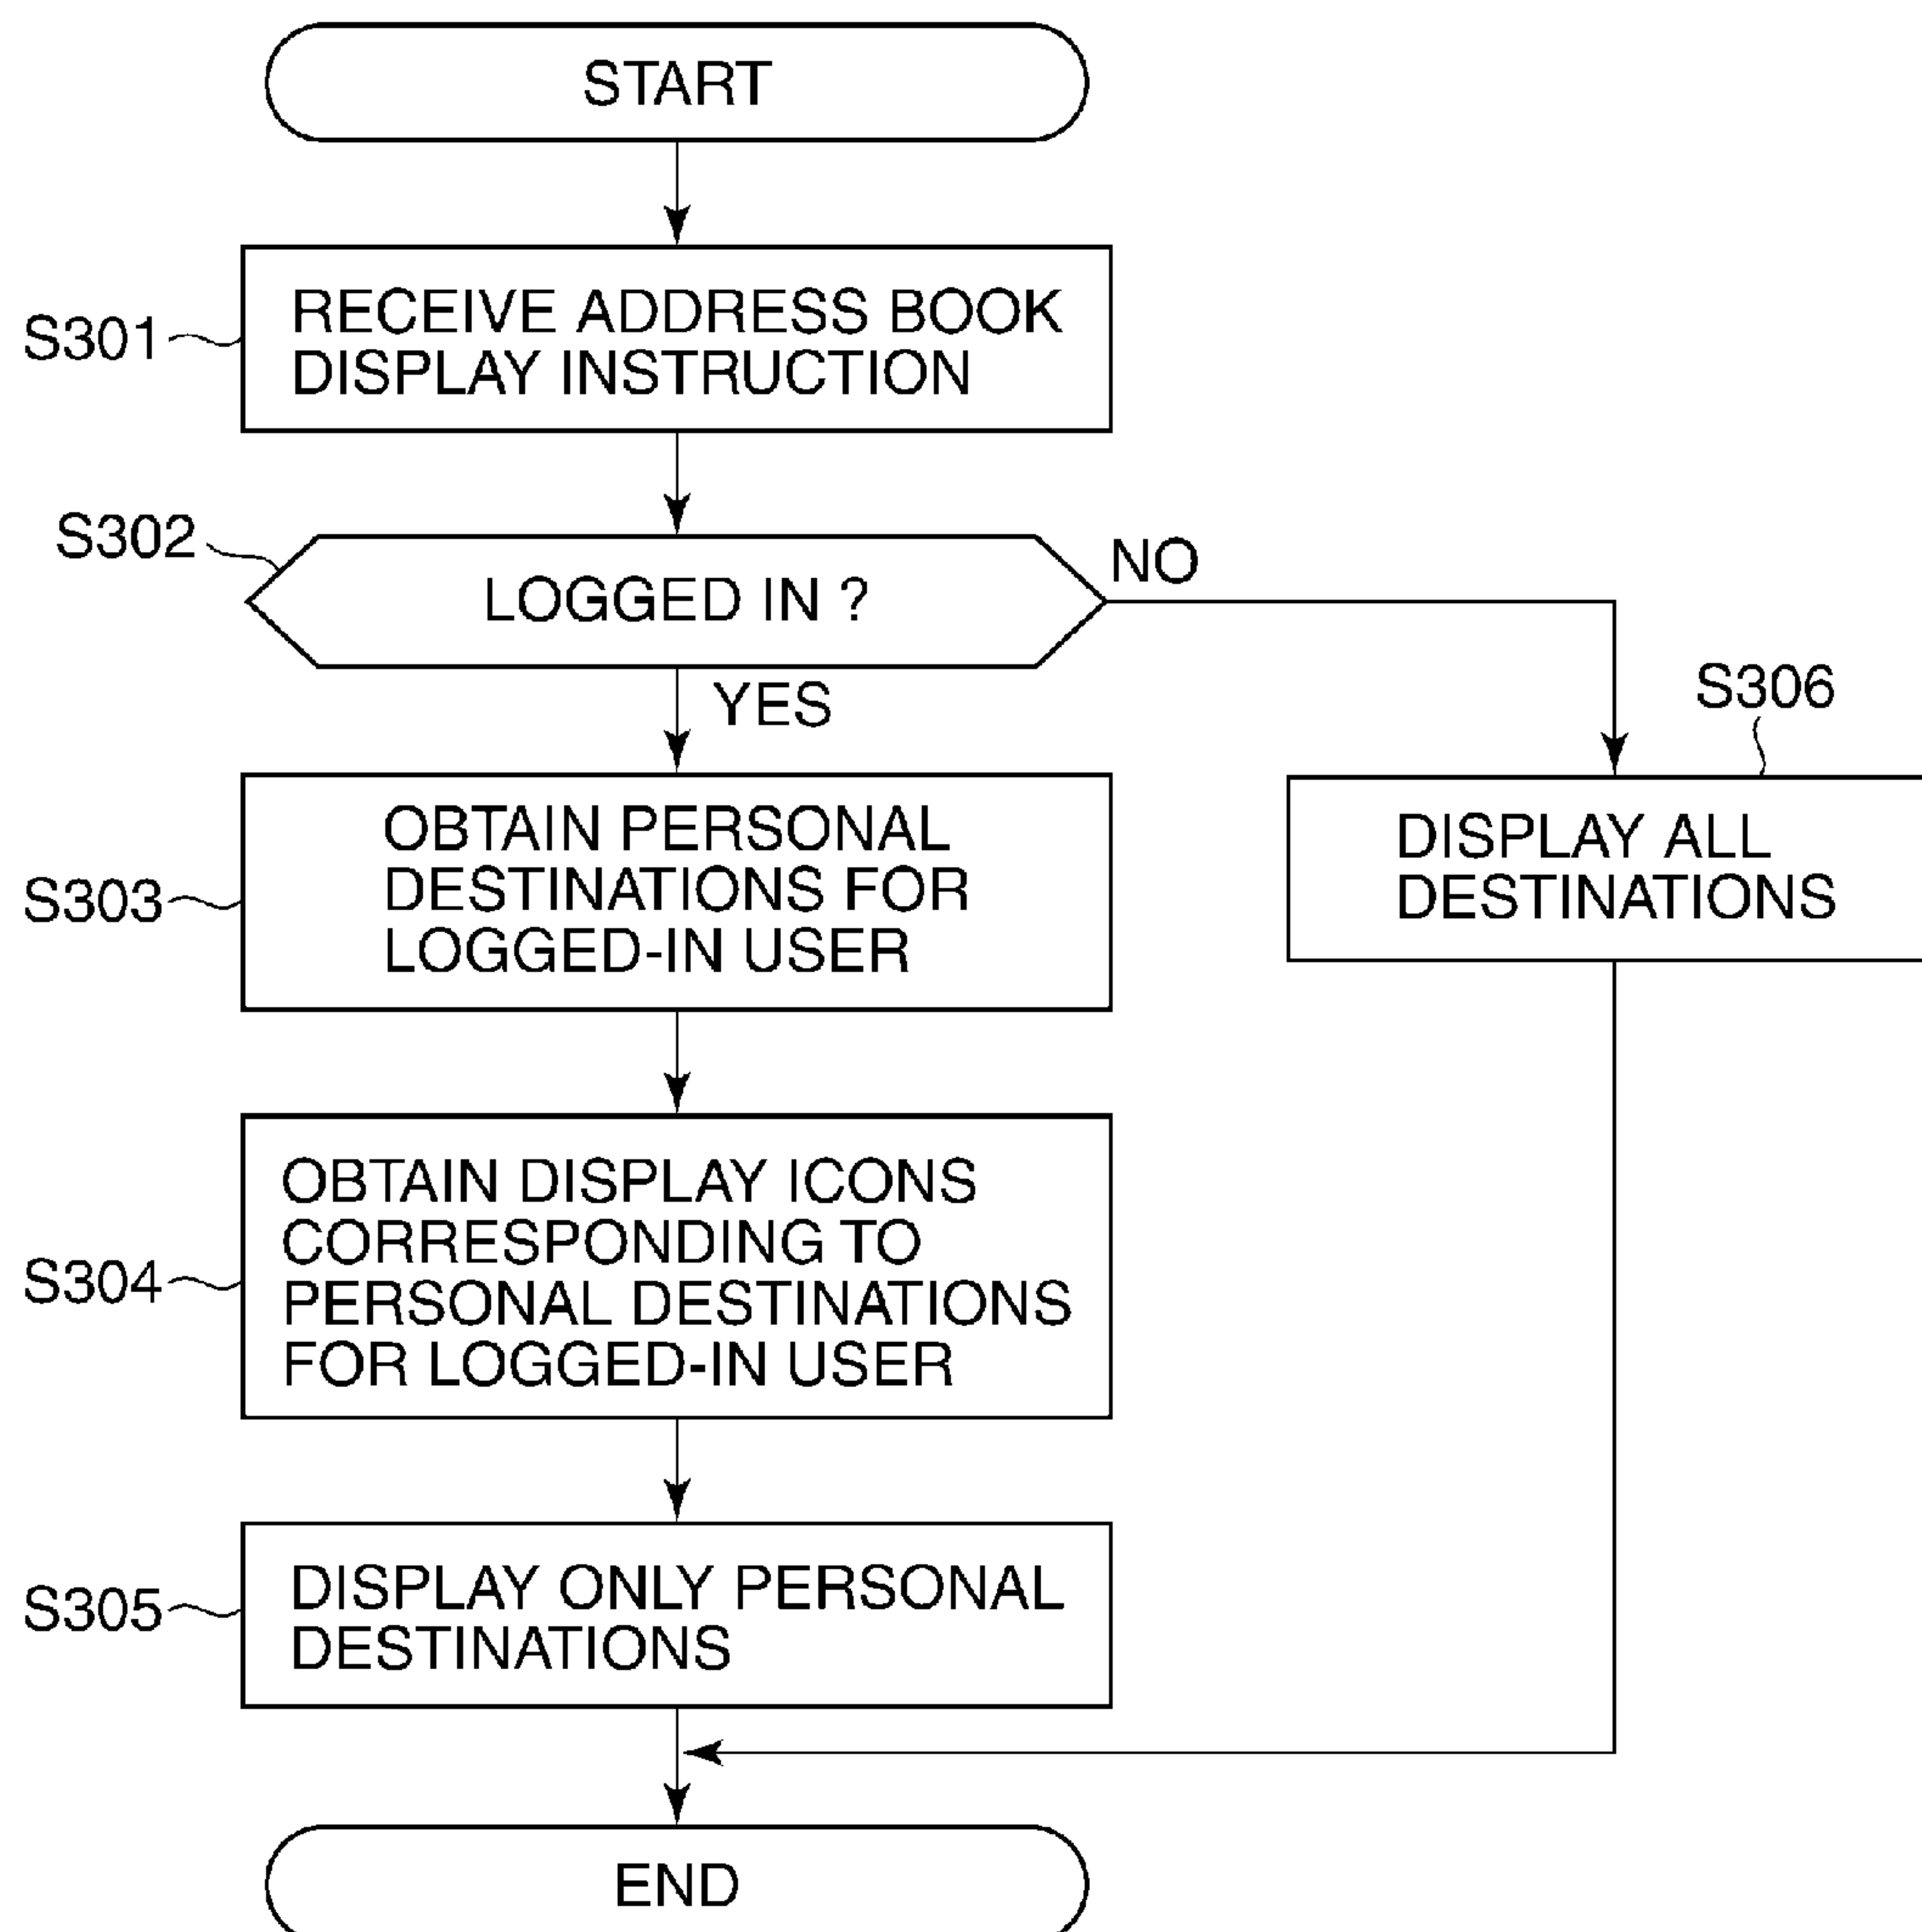 START
S301
RECEIVE ADDRESS BOOK
DISPLAY INSTRUCTION
S302
LOGGED IN ?
NO
YES
S303
OBTAIN PERSONAL
DESTINATIONS FOR
LOGGED-IN USER
S306
DISPLAY ALL
DESTINATIONS
S304
OBTAIN DISPLAY ICONS
CORRESPONDING TO
PERSONAL DESTINATIONS
FOR LOGGED-IN USER
S305
DISPLAY ONLY PERSONAL
DESTINATIONS
END